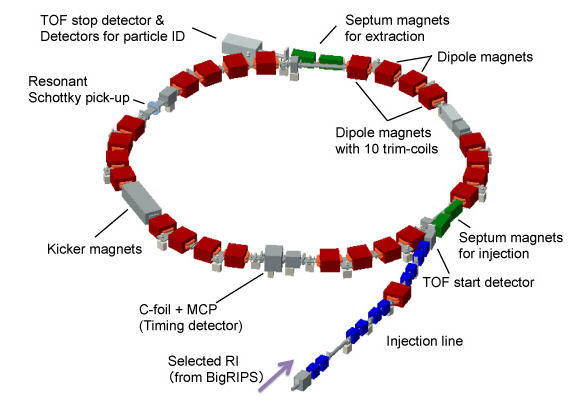 TOF stop detector &
Detectors for particle ID
Septum magnets
for extraction
Dipole magnets
Resonant
Schottky pick-up
Dipole magnets
with 10 trim-coils
Kicker magnets
Septum magnets
for injection
TOF start detector
C-foil + MCP
(Timing detector)
Injection line
Selected RI
(from BigRIPS)